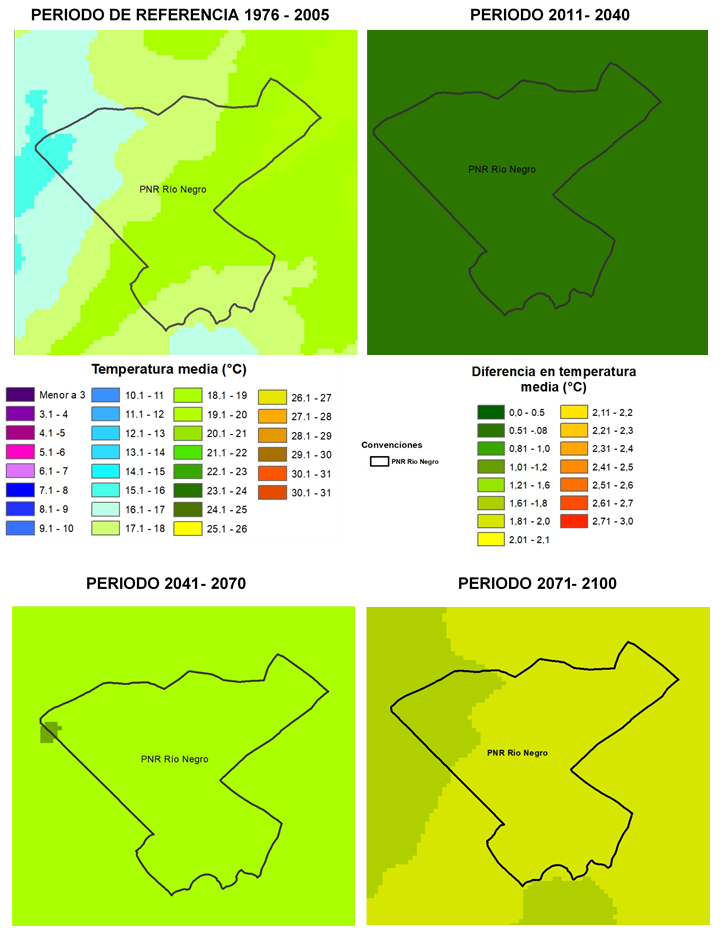 PERIODO DE REFERENCIA 1976 - 2005
PERIODO 2011- 2040
PNR Río Negro
PNR Río Negro
Temperatura media (°C)
Menor a 3
3.1 - 4
4.1 -5
5.1 - 6
6.1 - 7
7.1 - 8
8.1 - 9
9.1 - 10
10.1 - 11
11.1 - 12
12.1 - 13
13.1 - 14
14.1 - 15
15.1 - 16
16.1 - 17
17.1 - 18
18.1 - 19
19.1 - 20
20.1 - 21
21.1 - 22
22.1 - 23
23.1 - 24
24.1 - 25
25.1 - 26
26.1 - 27
27.1 - 28
28.1 - 29
29.1 - 30
30.1 - 31
30.1 - 31
Convenciones
PNR Río Negro
Diferencia en temperatura
media (°C)
0,0 - 0.5
0.51 -.08
0,81 - 1,0
1,01 -1,2
1,21 - 1,6
1,61 - 1,8
1,81 - 2,0
2,01 - 2,1
2,11 - 2,2
2,21 - 2,3
2,31 - 2,4
2,41 - 2,5
2,51 - 2,6
2,61 - 2,7
2,71 - 3,0
PERIODO 2041- 2070
PERIODO 2071- 2100
PNR Río Negro
PNR Río Negro